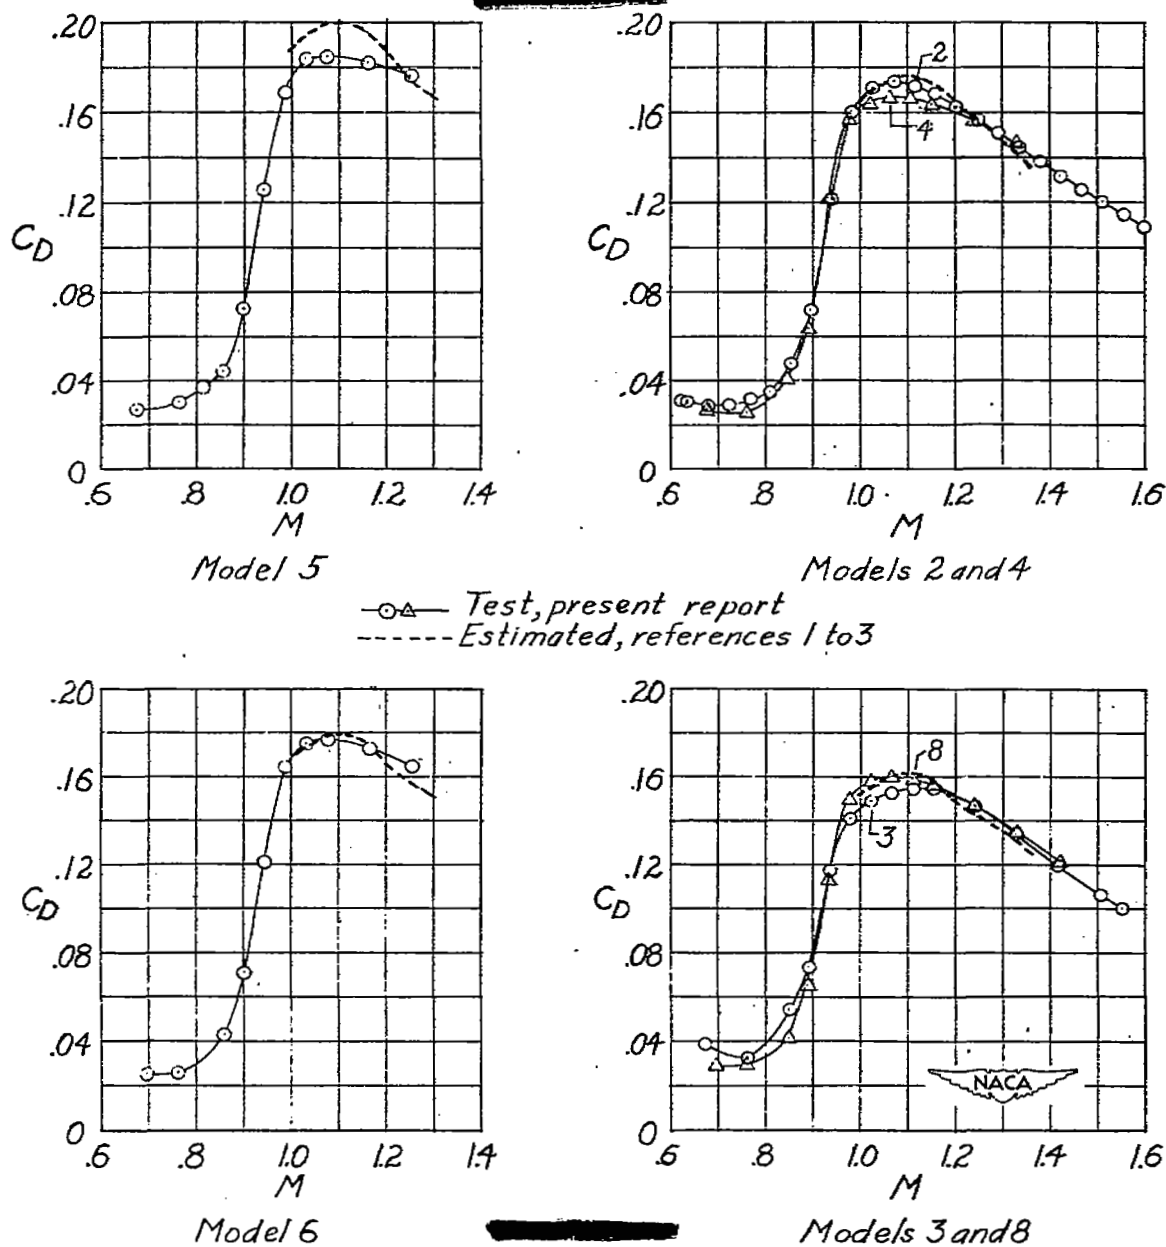 .20
.16
.12
C_D
.08
.04
0
.6 .8 1.0 1.2 1.4
M
Model 5
.20
2
.16
4
.12
C_D
.08
.04
0
.6 .8 1.0 1.2 1.4 1.6
M
Models 2 and 4
Test, present report
Estimated, references 1 to 3
.20
.16
.12
C_D
.08
.04
0
.6 .8 1.0 1.2 1.4
M
Model 6
.20
8
.16
3
.12
C_D
.08
.04
NACA
0
.6 .8 1.0 1.2 1.4 1.6
M
Models 3 and 8